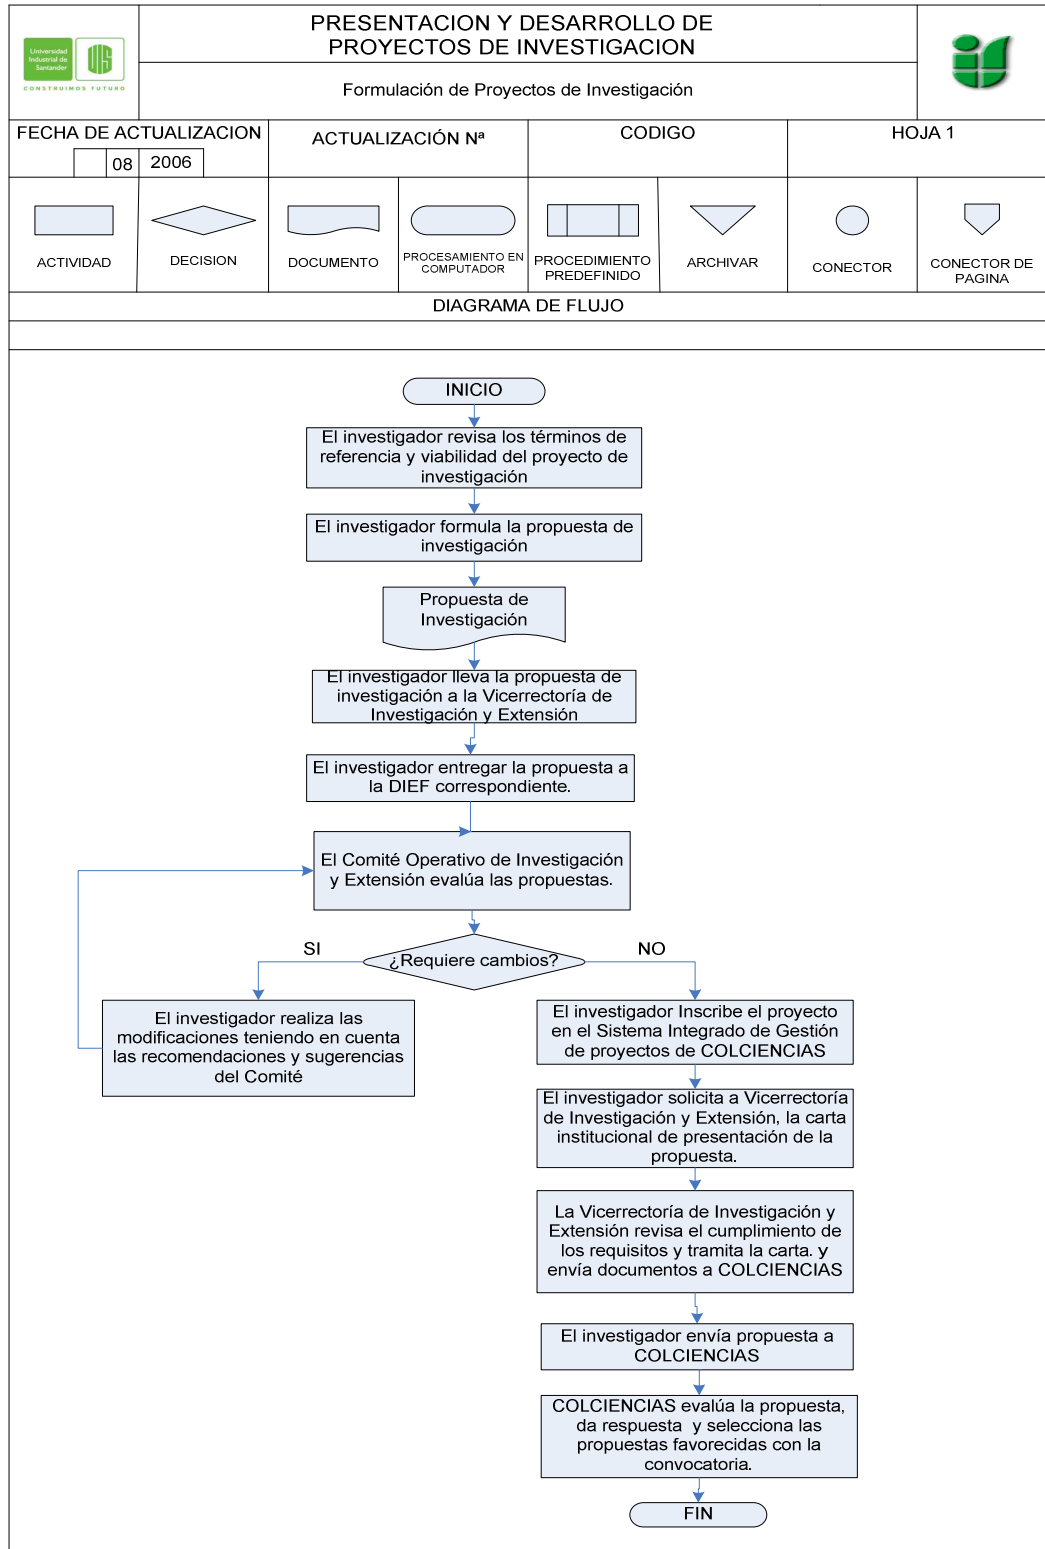 Universidad
Industrial de
Santander
UIS
CONSTRUIMOS FUTURO
PRESENTACION Y DESARROLLO DE
PROYECTOS DE INVESTIGACION
Formulación de Proyectos de Investigación
FECHA DE ACTUALIZACION
08 2006
ACTUALIZACIÓN Nª
CODIGO
HOJA 1
ACTIVIDAD
DECISION
DOCUMENTO
PROCESAMIENTO EN
COMPUTADOR
PROCEDIMIENTO
PREDEFINIDO
ARCHIVAR
CONECTOR
CONECTOR DE
PAGINA
DIAGRAMA DE FLUJO
INICIO
El investigador revisa los términos de
referencia y viabilidad del proyecto de
investigación
El investigador formula la propuesta de
investigación
Propuesta de
Investigación
El investigador lleva la propuesta de
investigación a la Vicerrectoría de
Investigación y Extensión
El investigador entregar la propuesta a
la DIEF correspondiente.
El Comité Operativo de Investigación
y Extensión evalúa las propuestas.
¿Requiere cambios?
SI
NO
El investigador realiza las
modificaciones teniendo en cuenta
las recomendaciones y sugerencias
del Comité
El investigador Inscribe el proyecto
en el Sistema Integrado de Gestión
de proyectos de COLCIENCIAS
El investigador solicita a Vicerrectoría
de Investigación y Extensión, la carta
institucional de presentación de la
propuesta.
La Vicerrectoría de Investigación y
Extensión revisa el cumplimiento de
los requisitos y tramita la carta. y
envía documentos a COLCIENCIAS
El investigador envía propuesta a
COLCIENCIAS
COLCIENCIAS evalúa la propuesta,
da respuesta  y selecciona las
propuestas favorecidas con la
convocatoria.
FIN